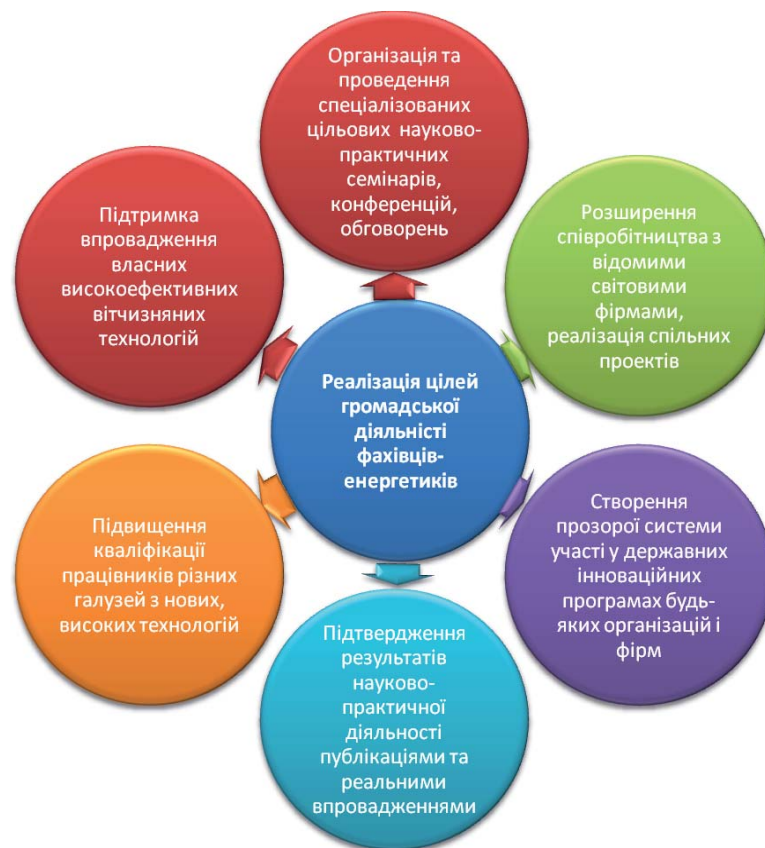 Організація та
проведення
спеціалізованих
цільових науково-
практичних
семінарів,
конференцій,
обговорень
Розширення
співробітництва з
відомими
світовими
фірмами,
реалізація спільних
проектів
Створення
прозорої системи
участі у державних
інноваційних
програмах будь-
яких організацій і
фірм
Підтвердження
результатів
науково-
практичної
діяльності
публікаціями та
реальними
впровадженнями
Підвищення
кваліфікації
працівників різних
галузей з нових,
високих технологій
Підтримка
впровадження
власних
високоефективних
вітчизняних
технологій
Реалізація цілей
громадської
діяльністі
фахівців-
енергетиків